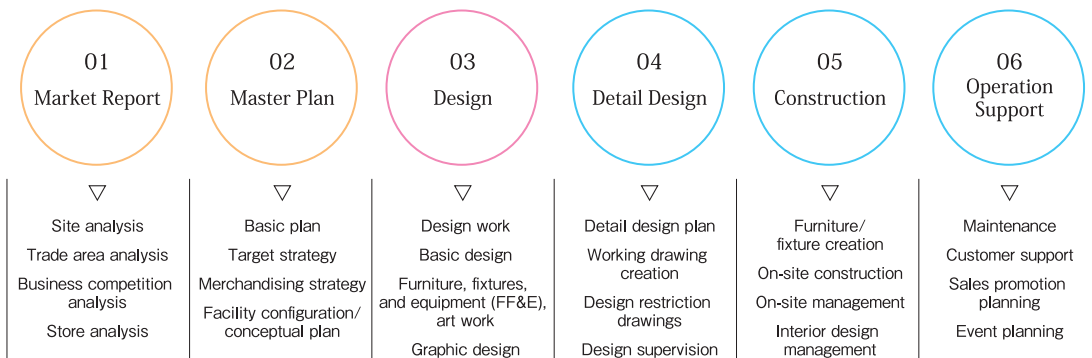 01
Market Report
Site analysis
Trade area analysis
Business competition
analysis
Store analysis
02
Master Plan
Basic plan
Target strategy
Merchandising strategy
Facility configuration/
conceptual plan
03
Design
Design work
Basic design
Furniture, fixtures,
and equipment (FF&E),
art work
Graphic design
04
Detail Design
Detail design plan
Working drawing
creation
Design restriction
drawings
Design supervision
05
Construction
Furniture/
fixture creation
On-site construction
On-site management
Interior design
management
06
Operation
Support
Maintenance
Customer support
Sales promotion
planning
Event planning